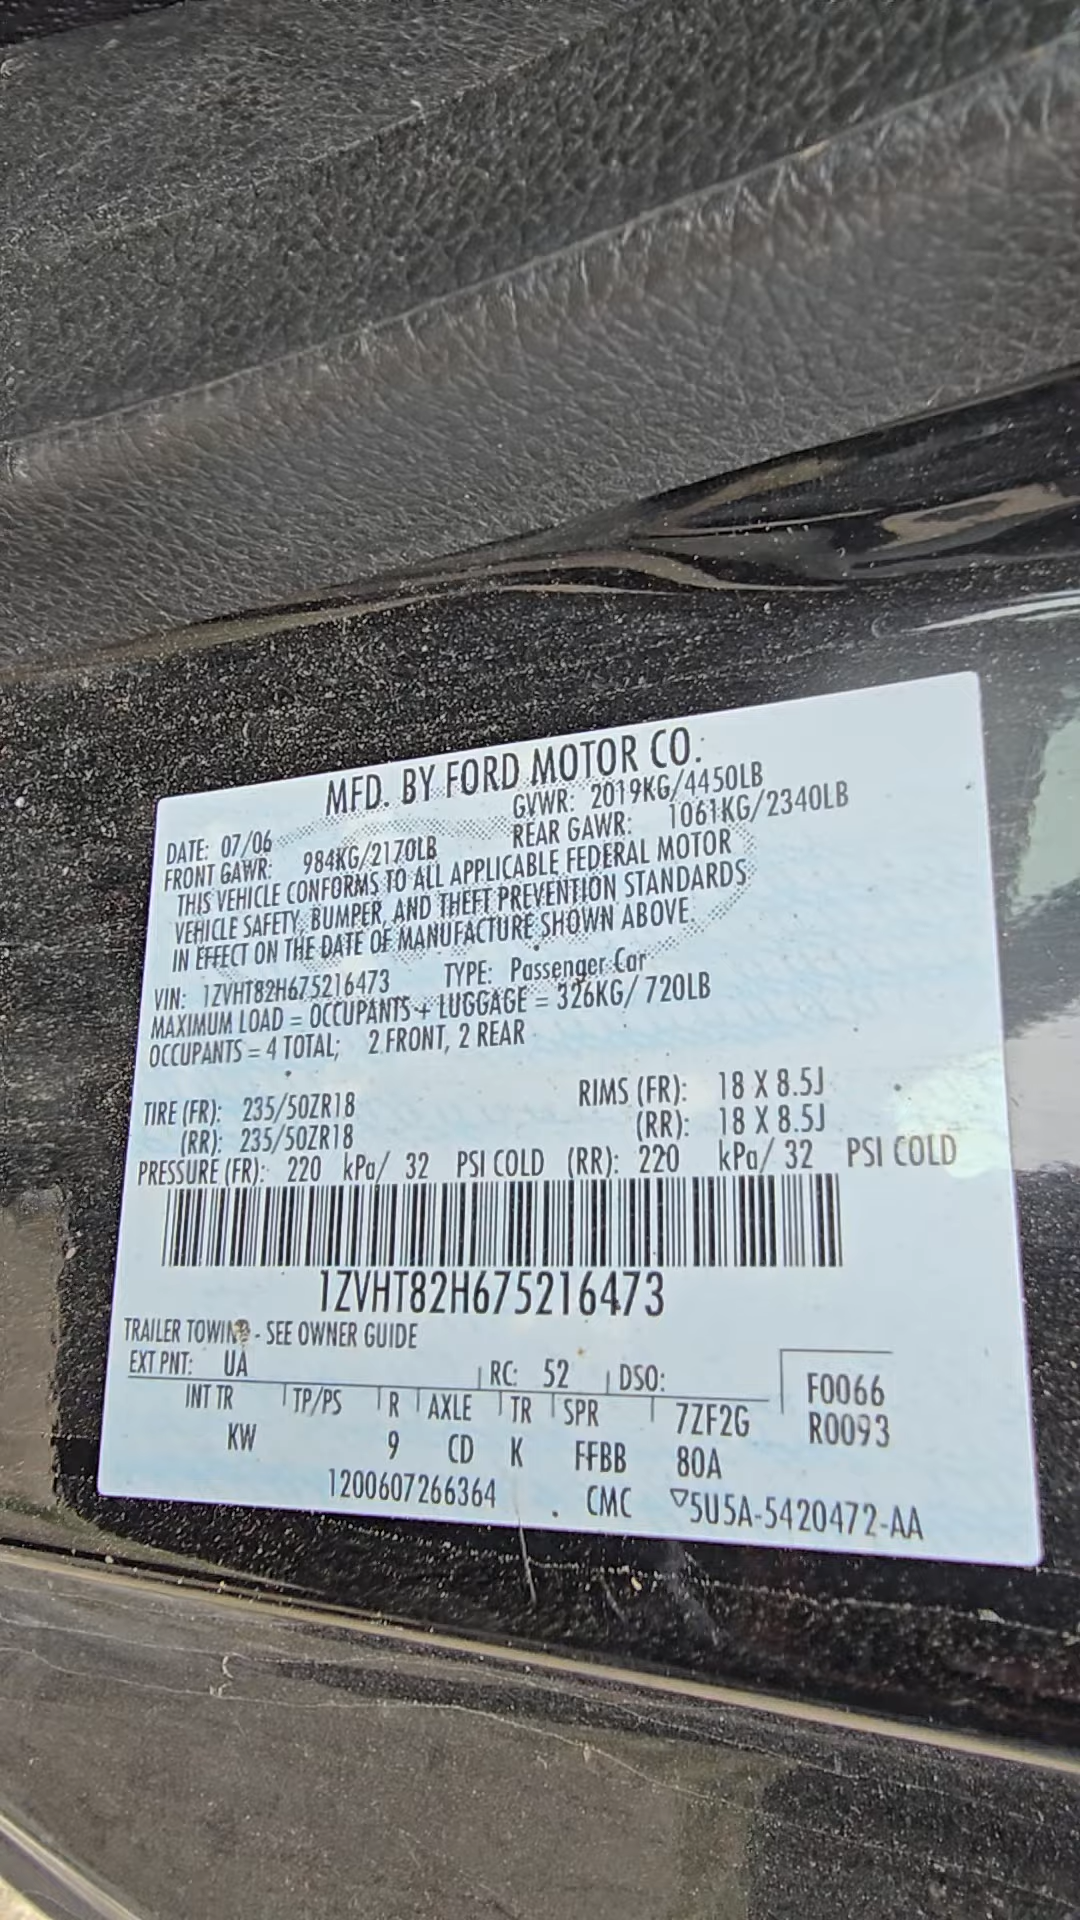 MFD. BY FORD MOTOR CO.
DATE: 07/06 GVWR: 2019KG/4450LB
FRONT GAWR: 984KG/2170LB REAR GAWR: 1061KG/2340LB
THIS VEHICLE CONFORMS TO ALL APPLICABLE FEDERAL MOTOR
VEHICLE SAFETY, BUMPER, AND THEFT PREVENTION STANDARDS
IN EFFECT ON THE DATE OF MANUFACTURE SHOWN ABOVE.
VIN: 1ZVHT82H675216473 TYPE: Passenger Car
MAXIMUM LOAD = OCCUPANTS + LUGGAGE = 326KG/ 720LB
OCCUPANTS = 4 TOTAL; 2 FRONT, 2 REAR
TIRE (FR): 235/50ZR18 RIMS (FR): 18 X 8.5J
(RR): 235/50ZR18 (RR): 18 X 8.5J
PRESSURE (FR): 220 kPa/ 32 PSI COLD (RR): 220 kPa/ 32 PSI COLD
1ZVHT82H675216473
TRAILER TOWING - SEE OWNER GUIDE
EXT PNT: UA RC: 52 DSO: F0066
INT TR TP/PS R AXLE TR SPR 7ZF2G R0093
KW 9 CD K FFBB 80A
1200607266364 . CMC ▽5U5A-5420472-AA